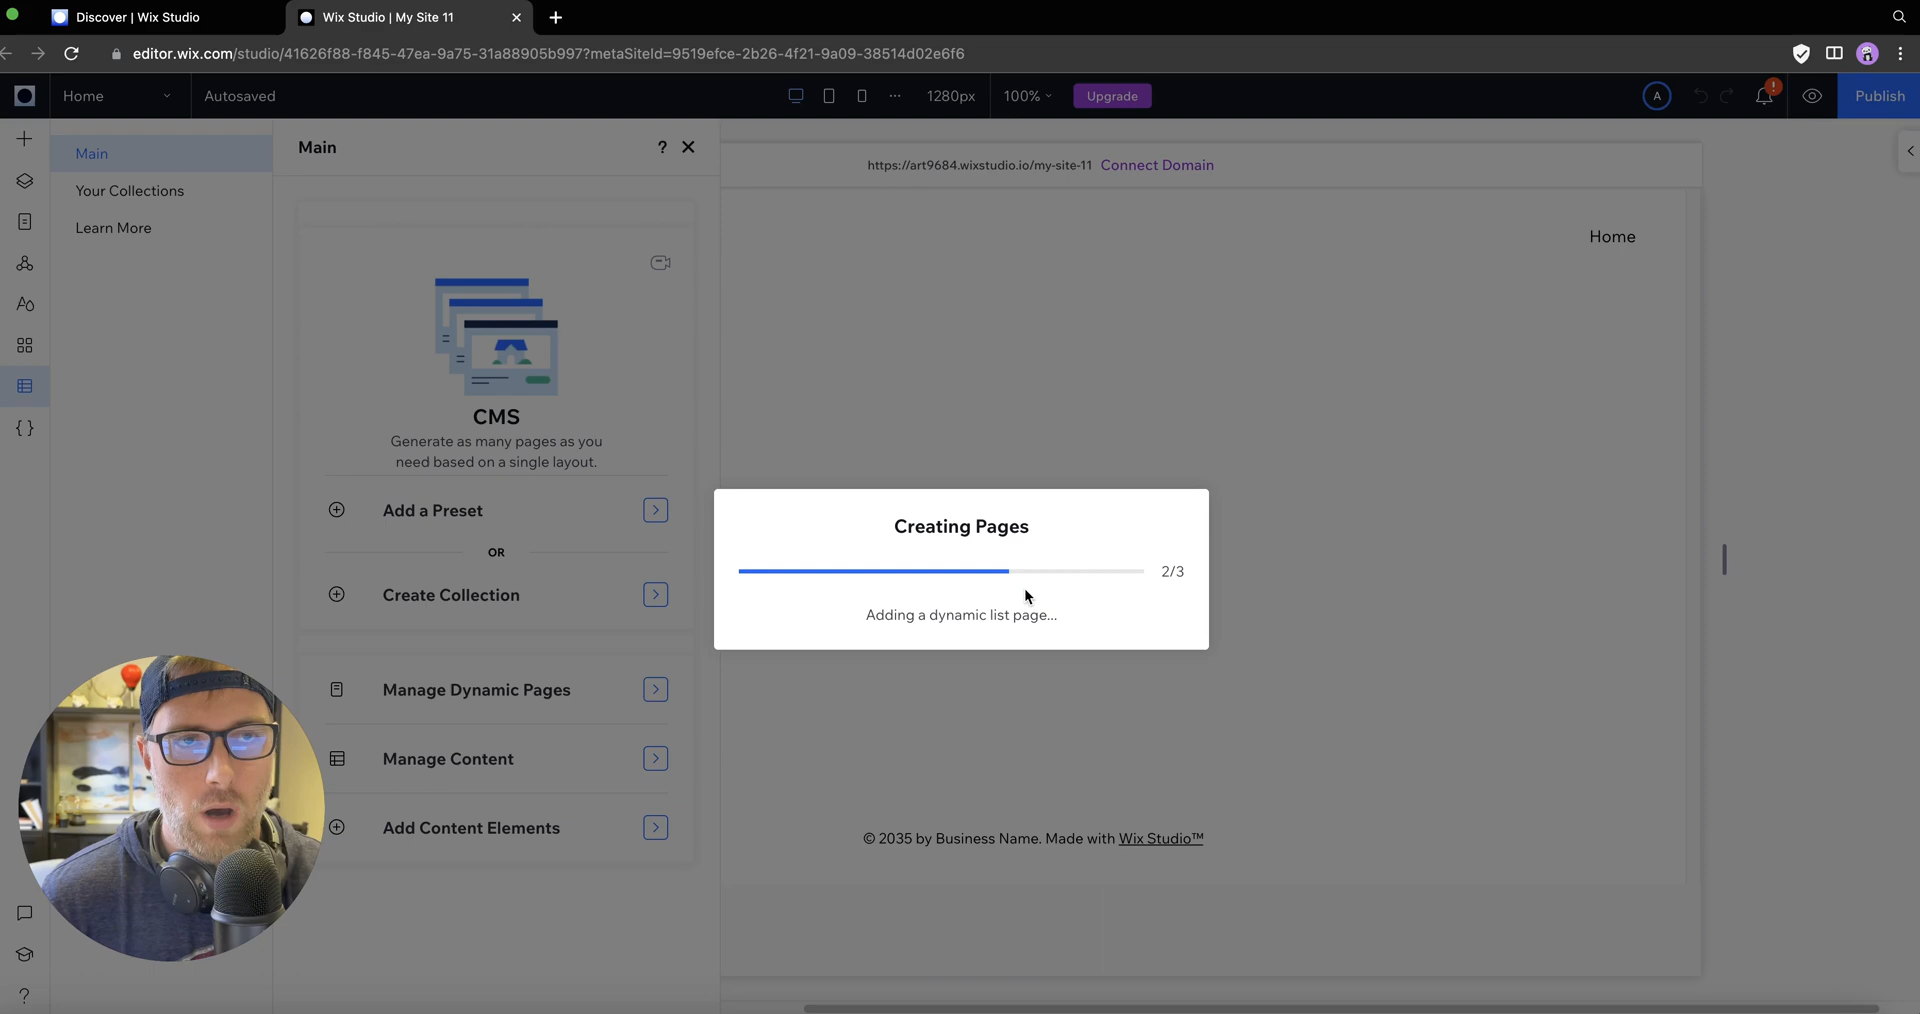 Discover | Wix Studio
Wix Studio | My Site 11
editor.wix.com/studio/41626f88-f845-47ea-9a75-31a88905b997?metaSiteId=9519efce-2b26-4f21-9a09-38514d02e6f6
Home
Autosaved
1280px
100%
Upgrade
A
!
Publish
Main
Your Collections
Learn More
Main
?
https://art9684.wixstudio.io/my-site-11 Connect Domain
Home
CMS
Generate as many pages as you
need based on a single layout.
Add a Preset
OR
Create Collection
Manage Dynamic Pages
Manage Content
Add Content Elements
Creating Pages
2/3
Adding a dynamic list page...
© 2035 by Business Name. Made with Wix Studio™
?